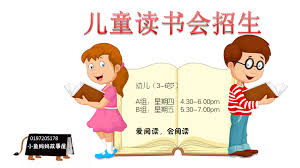 儿童读书会招生
幼儿（3-6岁）
A组：星期四 4.30-6.00pm
B组：星期五 5.30-7.00pm
爱阅读，会阅读
0197205178
小鱼妈妈故事屋